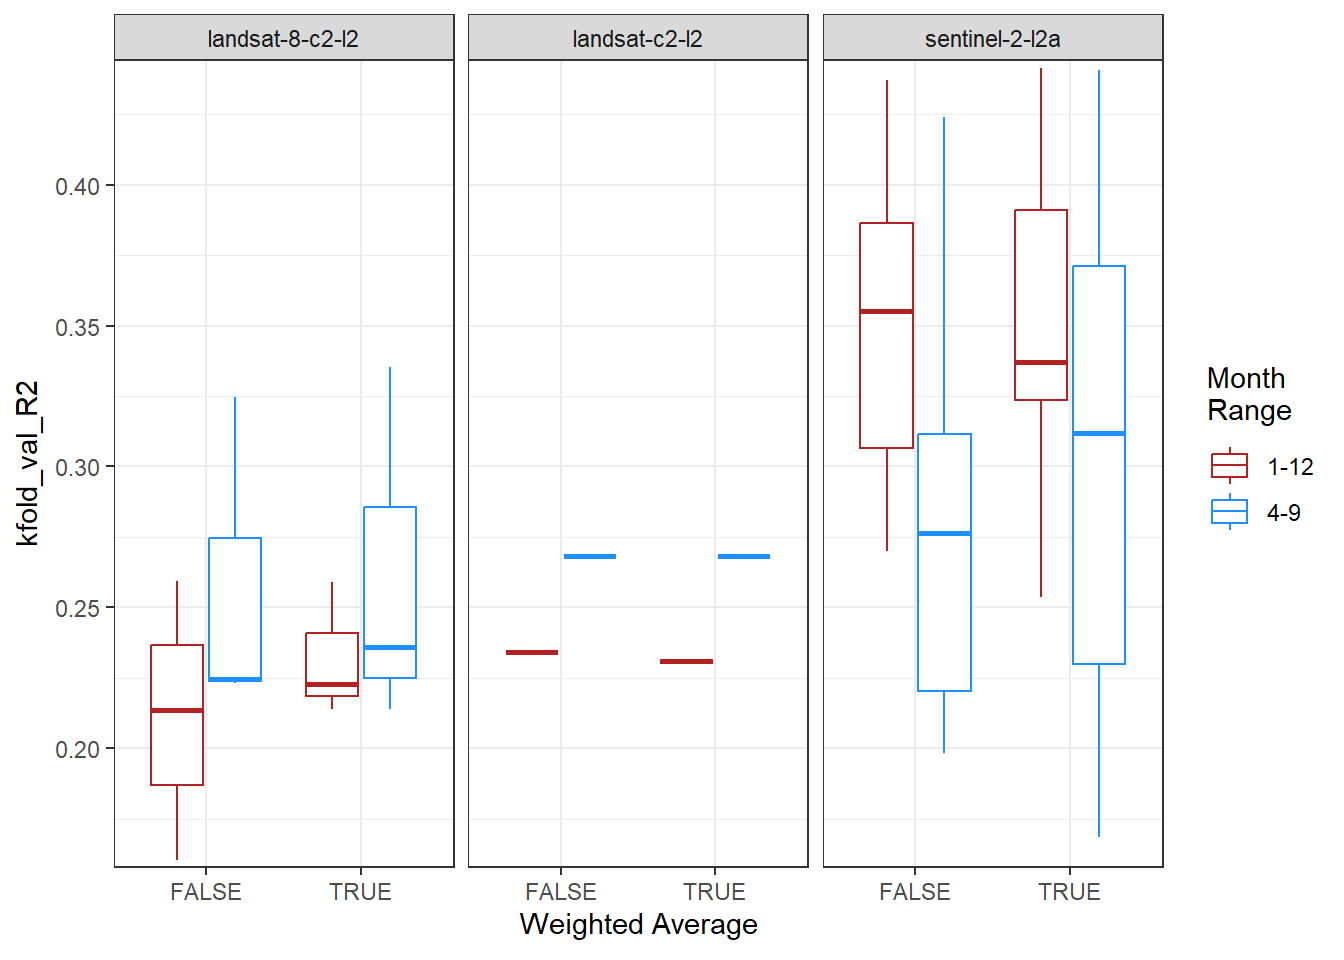 landsat-8-c2-l2
landsat-c2-l2
sentinel-2-l2a
kfold_val_R2
0.40
0.35
0.30
0.25
0.20
FALSE
TRUE
FALSE
TRUE
FALSE
TRUE
Weighted Average
Month
Range
1-12
4-9